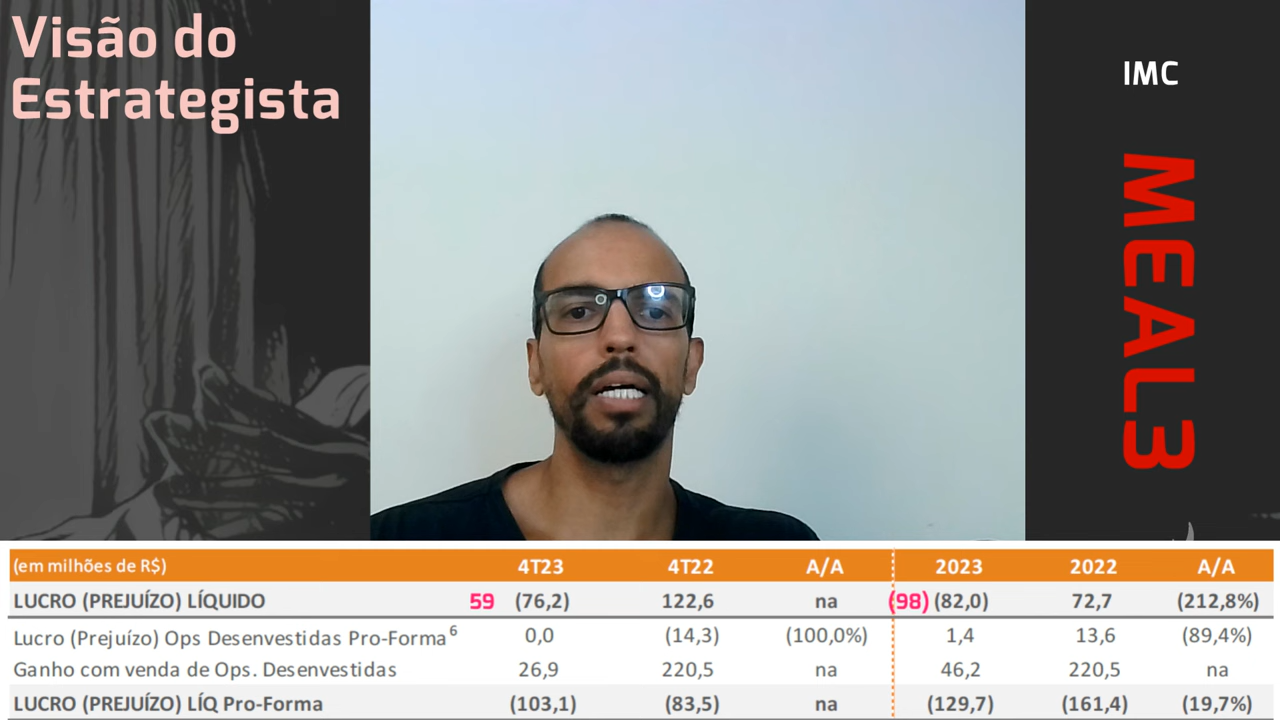 Visão do
Estrategista
IMC
MEAL3
(em milhões de R$) 4T23 4T22 A/A 2023 2022 A/A
LUCRO (PREJUÍZO) LÍQUIDO 59 (76,2) 122,6 na (98) (82,0) 72,7 (212,8%)
Lucro (Prejuízo) Ops Desenvestidas Pro-Forma⁶ 0,0 (14,3) (100,0%) 1,4 13,6 (89,4%)
Ganho com venda de Ops. Desenvestidas 26,9 220,5 na 46,2 220,5 na
LUCRO (PREJUÍZO) LÍQ Pro-Forma (103,1) (83,5) na (129,7) (161,4) (19,7%)